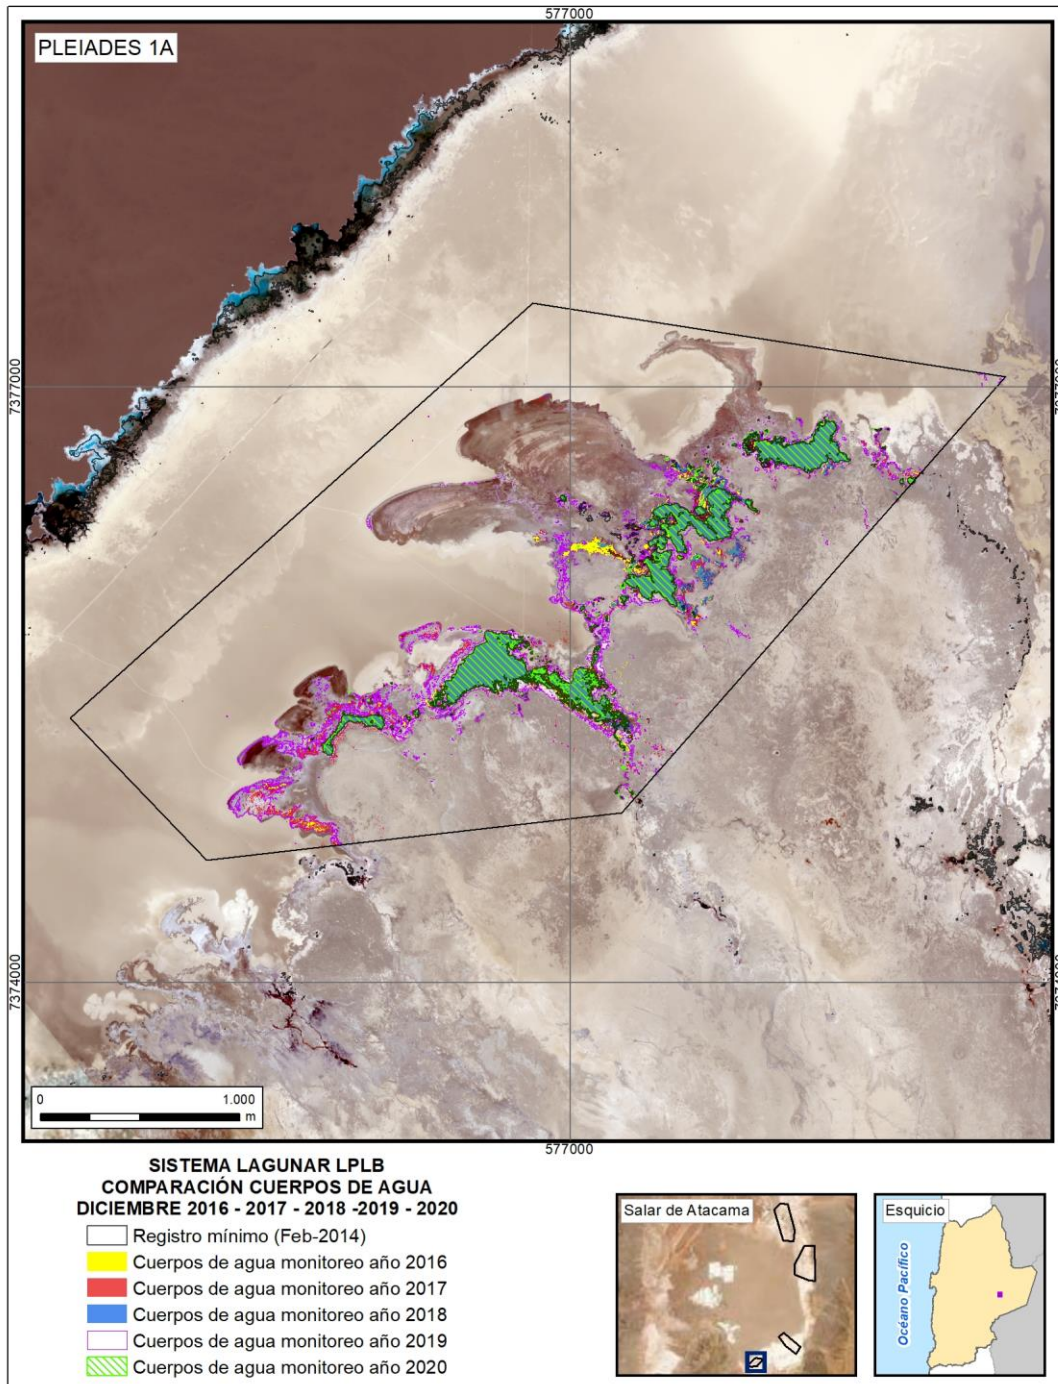 577000
PLEIADES 1A
7377000
7377000
7374000
7374000
0 1.000
m
577000
SISTEMA LAGUNAR LPLB
COMPARACIÓN CUERPOS DE AGUA
DICIEMBRE 2016 - 2017 - 2018 -2019 - 2020
Registro mínimo (Feb-2014)
Cuerpos de agua monitoreo año 2016
Cuerpos de agua monitoreo año 2017
Cuerpos de agua monitoreo año 2018
Cuerpos de agua monitoreo año 2019
Cuerpos de agua monitoreo año 2020
Salar de Atacama
Esquicio
Océano Pacífico